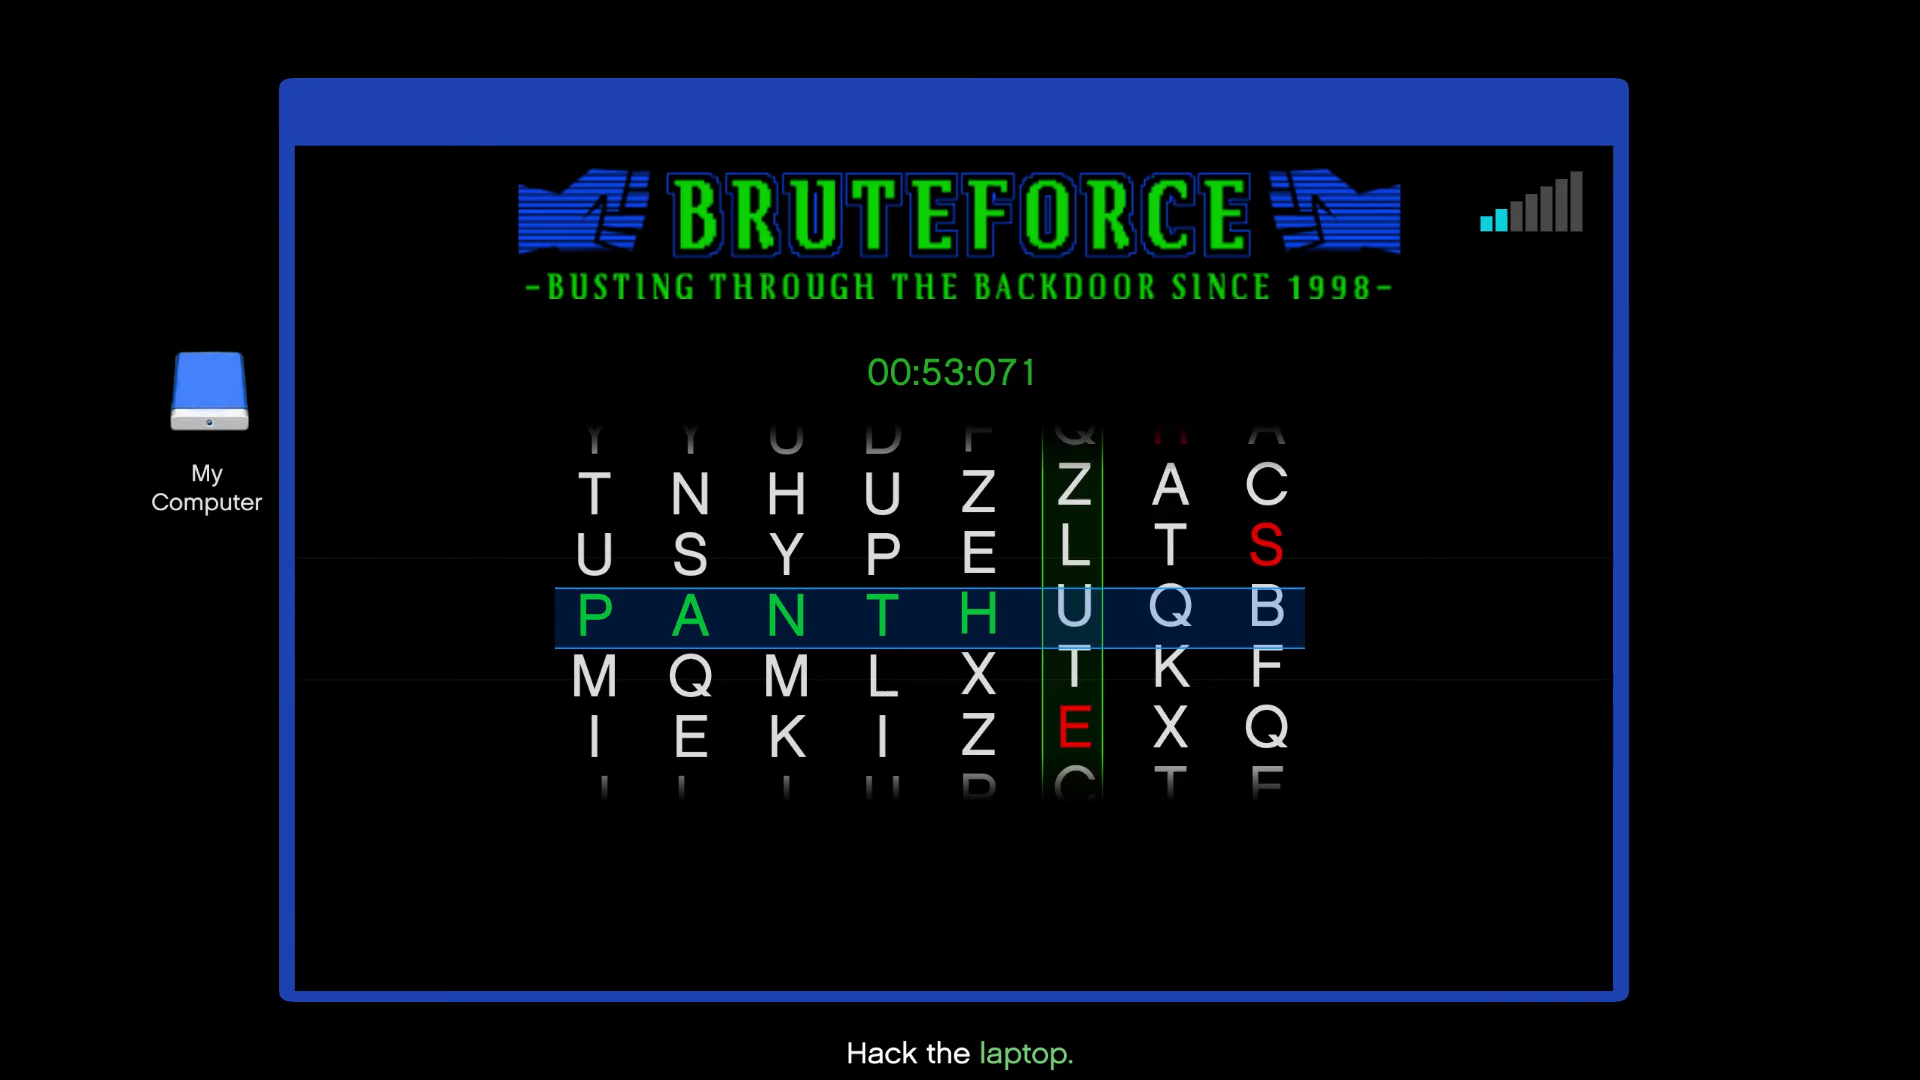 BRUTEFORCE
-BUSTING THROUGH THE BACKDOOR SINCE 1998-
00:53:071
Y Y U D F Q R A
T N H U Z Z A C
U S Y P E L T S
P A N T H U Q B
M Q M L X T K F
I E K I Z E X Q
My
Computer
Hack the laptop.